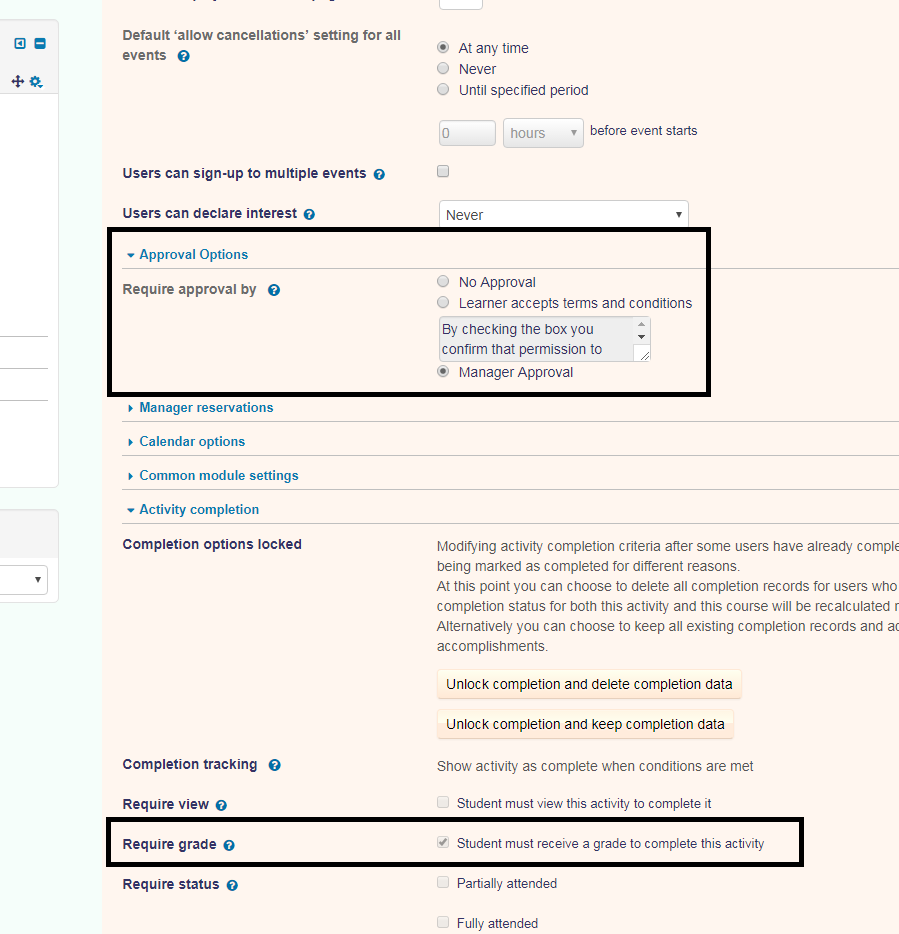 Default ‘allow cancellations’ setting for all
events
At any time
Never
Until specified period
0 hours before event starts
Users can sign-up to multiple events
Users can declare interest
Never
Approval Options
Require approval by
No Approval
Learner accepts terms and conditions
By checking the box you
confirm that permission to
Manager Approval
Manager reservations
Calendar options
Common module settings
Activity completion
Completion options locked
Modifying activity completion criteria after some users have already
being marked as completed for different reasons.
At this point you can choose to delete all completion records for users who
completion status for both this activity and this course will be recalculated
Alternatively you can choose to keep all existing completion records and
accomplishments.
Unlock completion and delete completion data
Unlock completion and keep completion data
Completion tracking
Show activity as complete when conditions are met
Require view
Student must view this activity to complete it
Require grade
Student must receive a grade to complete this activity
Require status
Partially attended
Fully attended